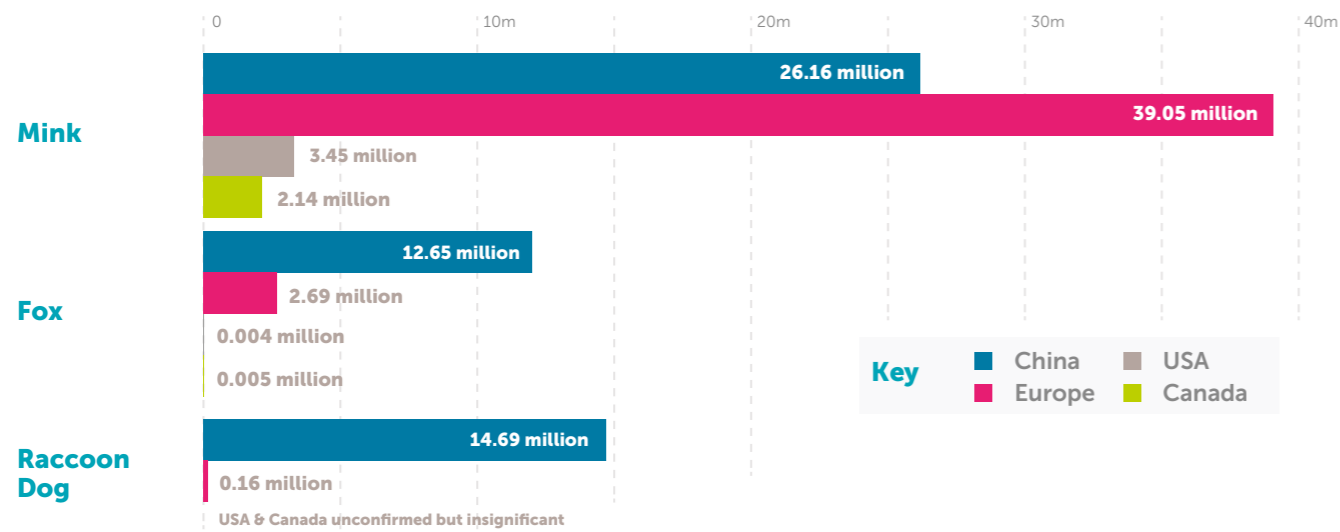 0 10m 20m 30m 40m
Mink
26.16 million
39.05 million
3.45 million
2.14 million
Fox
12.65 million
2.69 million
0.004 million
0.005 million
Key
China
USA
Europe
Canada
Raccoon
Dog
14.69 million
0.16 million
USA & Canada unconfirmed but insignificant